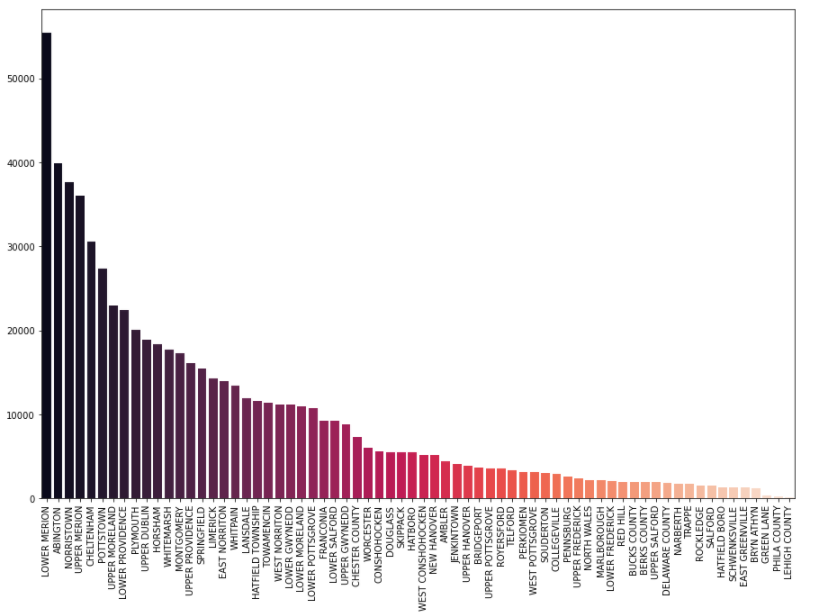 50000
40000
30000
20000
10000
0
LOWER MERION
ABINGTON
NORRISTOWN
UPPER MERION
CHELTENHAM
POTTSTOWN
UPPER MORELAND
LOWER PROVIDENCE
PLYMOUTH
UPPER DUBLIN
HORSHAM
WHITEMARSH
MONTGOMERY
UPPER PROVIDENCE
SPRINGFIELD
LIMERICK
EAST NORRITON
WHITPAIN
LANSDALE
HATFIELD TOWNSHIP
TOWAMENCIN
WEST NORRITON
LOWER GWYNEDD
LOWER MORELAND
LOWER POTTSGROVE
FRANCONIA
LOWER SALFORD
UPPER GWYNEDD
CHESTER COUNTY
WORCESTER
CONSHOHOCKEN
DOUGLASS
SKIPPACK
HATBORO
WEST CONSHOHOCKEN
NEW HANOVER
AMBLER
JENKINTOWN
UPPER HANOVER
BRIDGEPORT
UPPER POTTSGROVE
ROYERSFORD
TELFORD
PERKIOMEN
WEST POTTSGROVE
SOUDERTON
COLLEGEVILLE
PENNSBURG
UPPER FREDERICK
NORTH WALES
MARLBOROUGH
LOWER FREDERICK
RED HILL
BUCKS COUNTY
BERKS COUNTY
UPPER SALFORD
DELAWARE COUNTY
NARBERTH
TRAPPE
ROCKLEDGE
SALFORD
HATFIELD BORO
SCHWENKSVILLE
EAST GREENVILLE
BRYN ATHYN
GREEN LANE
PHILA COUNTY
LEHIGH COUNTY